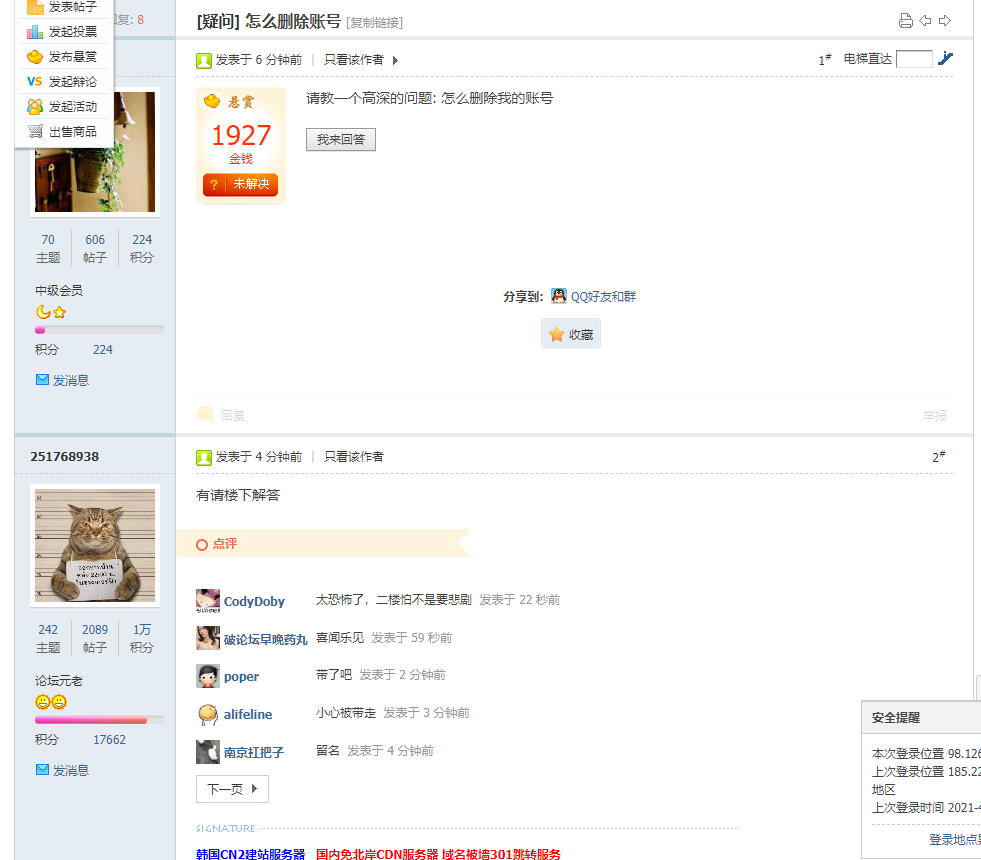 发表帖子
回复: 8
发起投票
发布悬赏
VS 发起辩论
发起活动
出售商品
70 606 224
主题 帖子 积分
中级会员
积分 224
发消息
[疑问] 怎么删除账号 [复制链接]
发表于 6 分钟前 | 只看该作者
1# 电梯直达
悬赏
1927
金钱
? 未解决
请教一个高深的问题: 怎么删除我的账号
我来回答
分享到: QQ好友和群
收藏
回复 举报
251768938
242 2089 1万
主题 帖子 积分
论坛元老
积分 17662
发消息
发表于 4 分钟前 | 只看该作者 2#
有请楼下解答
点评
CodyDoby 太恐怖了，二楼怕不是要悲剧 发表于 22 秒前
破论坛早晚药丸 喜闻乐见 发表于 59 秒前
poper 带了吧 发表于 2 分钟前
alifeline 小心被带走 发表于 3 分钟前
南京扛把子 留名 发表于 4 分钟前
下一页
SIGNATURE
韩国CN2建站服务器 国内免北岸CDN服务器 域名被墙301跳转服务
安全提醒
本次登录位置 98.126
上次登录位置 185.22
地区
上次登录时间 2021-4
登录地点